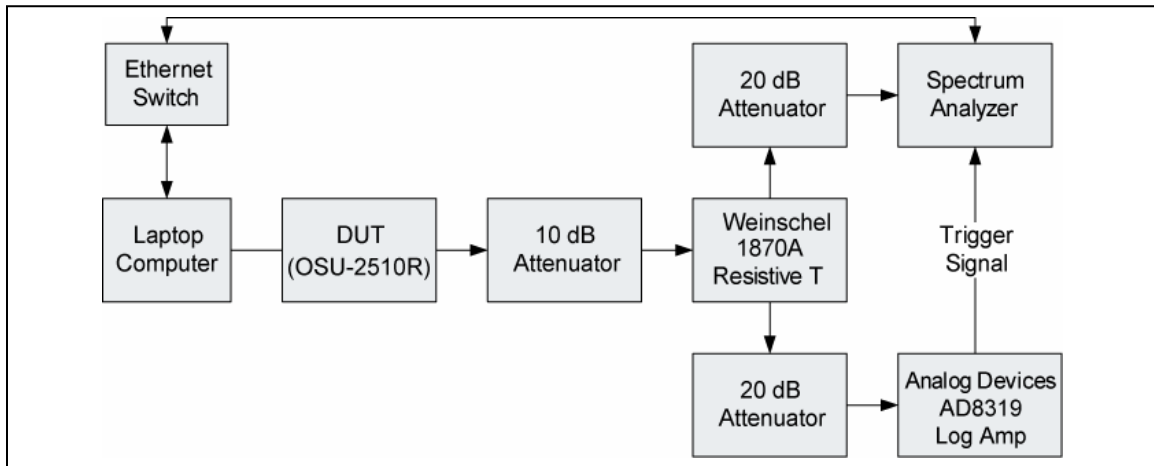 Ethernet
Switch
20 dB
Attenuator
Spectrum
Analyzer
Laptop
Computer
DUT
(OSU-2510R)
10 dB
Attenuator
Weinschel
1870A
Resistive T
Trigger
Signal
20 dB
Attenuator
Analog Devices
AD8319
Log Amp